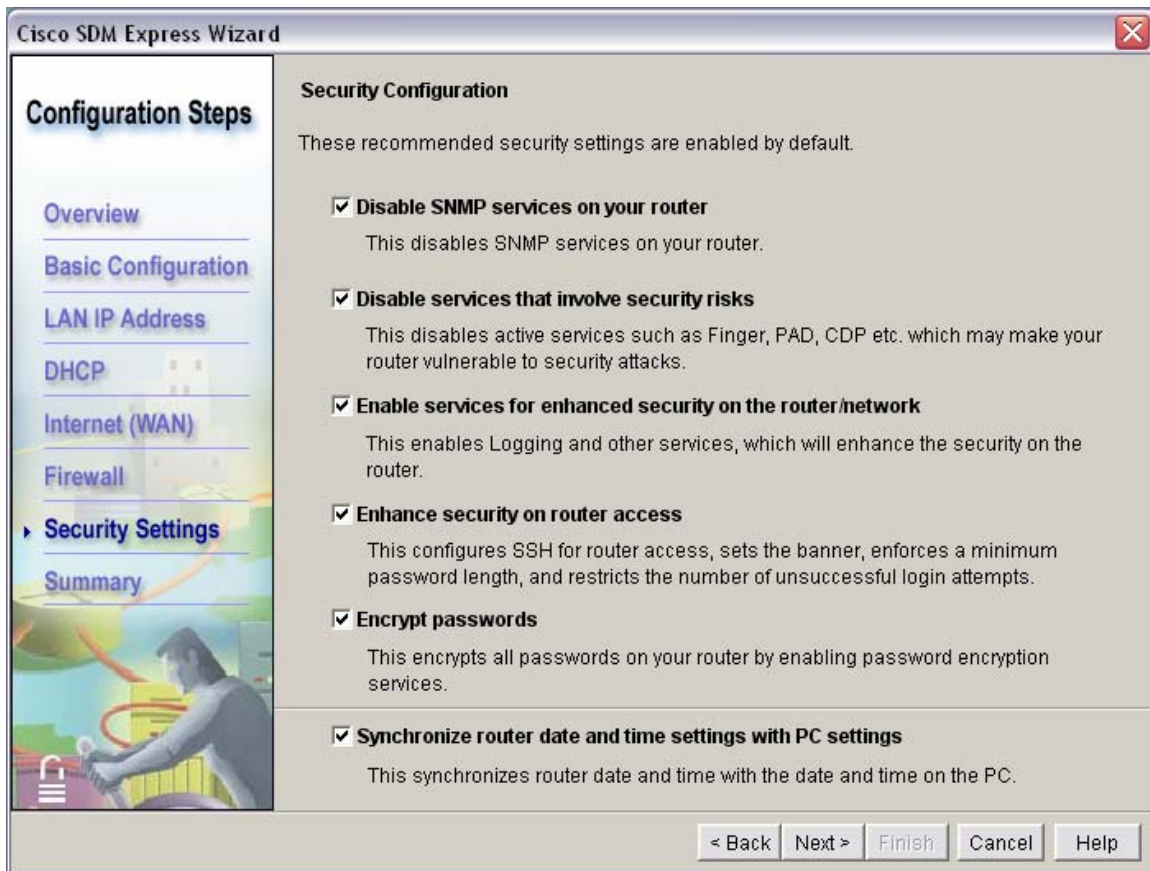 Cisco SDM Express Wizard
Configuration Steps
Overview
Basic Configuration
LAN IP Address
DHCP
Internet (WAN)
Firewall
Security Settings
Summary
Security Configuration
These recommended security settings are enabled by default.
Disable SNMP services on your router
This disables SNMP services on your router.
Disable services that involve security risks
This disables active services such as Finger, PAD, CDP etc. which may make your
router vulnerable to security attacks.
Enable services for enhanced security on the router/network
This enables Logging and other services, which will enhance the security on the
router.
Enhance security on router access
This configures SSH for router access, sets the banner, enforces a minimum
password length, and restricts the number of unsuccessful login attempts.
Encrypt passwords
This encrypts all passwords on your router by enabling password encryption
services.
Synchronize router date and time settings with PC settings
This synchronizes router date and time with the date and time on the PC.
< Back
Next >
Finish
Cancel
Help